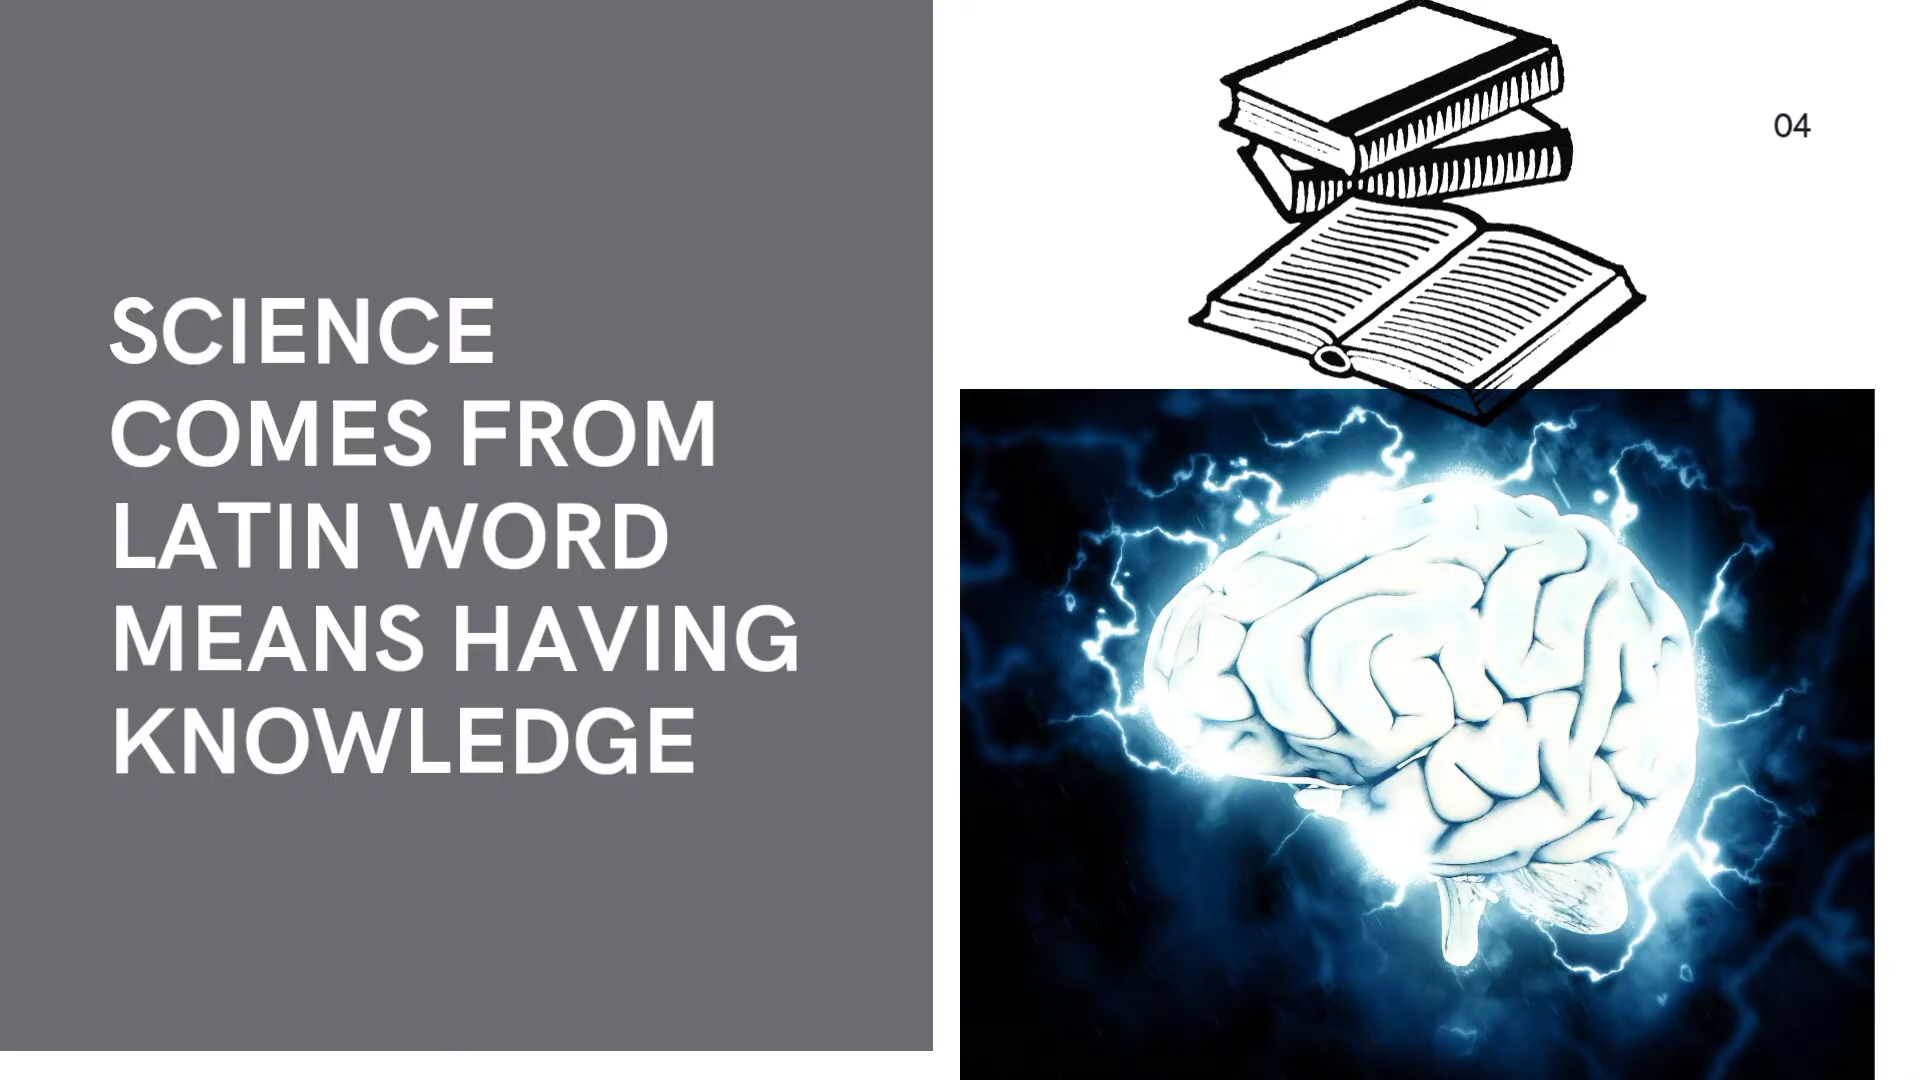 SCIENCE
COMES FROM
LATIN WORD
MEANS HAVING
KNOWLEDGE
04